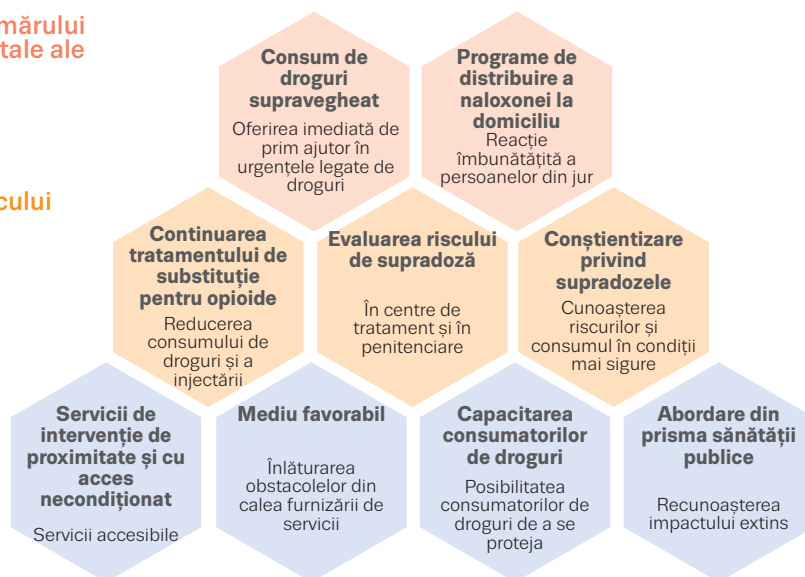 mărului
tale ale
Consum de
droguri
supravegheat
Oferirea imediată de
prim ajutor în
urgențele legate de
droguri
Programe de
distribuire a
naloxonei la
domiciliu
Reacție
îmbunătățită a
persoanelor din jur
cului
Continuarea
tratamentului de
substituție
pentru opioide
Reducerea
consumului de
droguri și a
injectării
Evaluarea riscului
de supradoză
În centre de
tratament și în
penitenciare
Conștientizare
privind
supradozele
Cunoașterea
riscurilor și
consumul în condiții
mai sigure
Servicii de
intervenție de
proximitate și cu
acces
necondiționat
Servicii accesibile
Mediu favorabil
Înlăturarea
obstacolelor din
calea furnizării de
servicii
Capacitarea
consumatorilor
de droguri
Posibilitatea
consumatorilor de
droguri de a se
proteja
Abordare din
prisma sănătății
publice
Recunoașterea
impactului extins